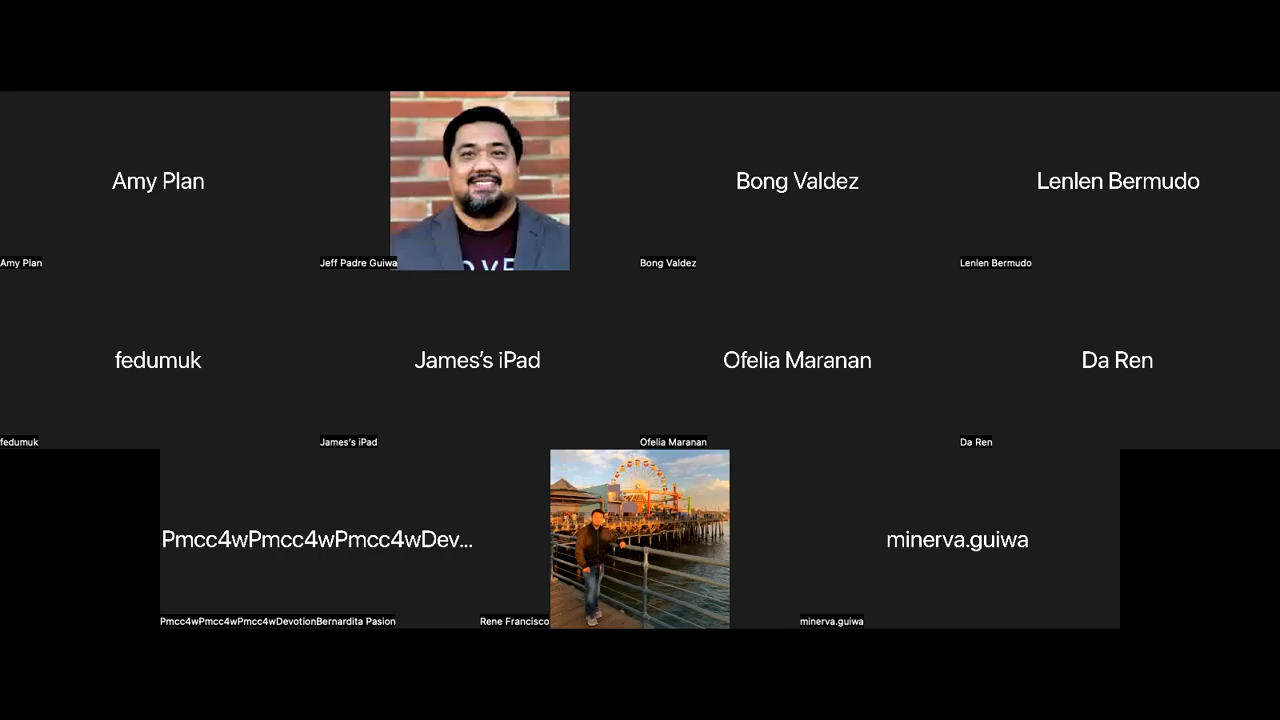 Amy Plan
Bong Valdez
Lenlen Bermudo
Amy Plan
Jeff Padre Guiwa
Bong Valdez
Lenlen Bermudo
fedumuk
James’s iPad
Ofelia Maranan
Da Ren
fedumuk
James’s iPad
Ofelia Maranan
Da Ren
Pmcc4wPmcc4wPmcc4wDev...
minerva.guiwa
Pmcc4wPmcc4wPmcc4wDevotionBernardita Pasion
Rene Francisco
minerva.guiwa